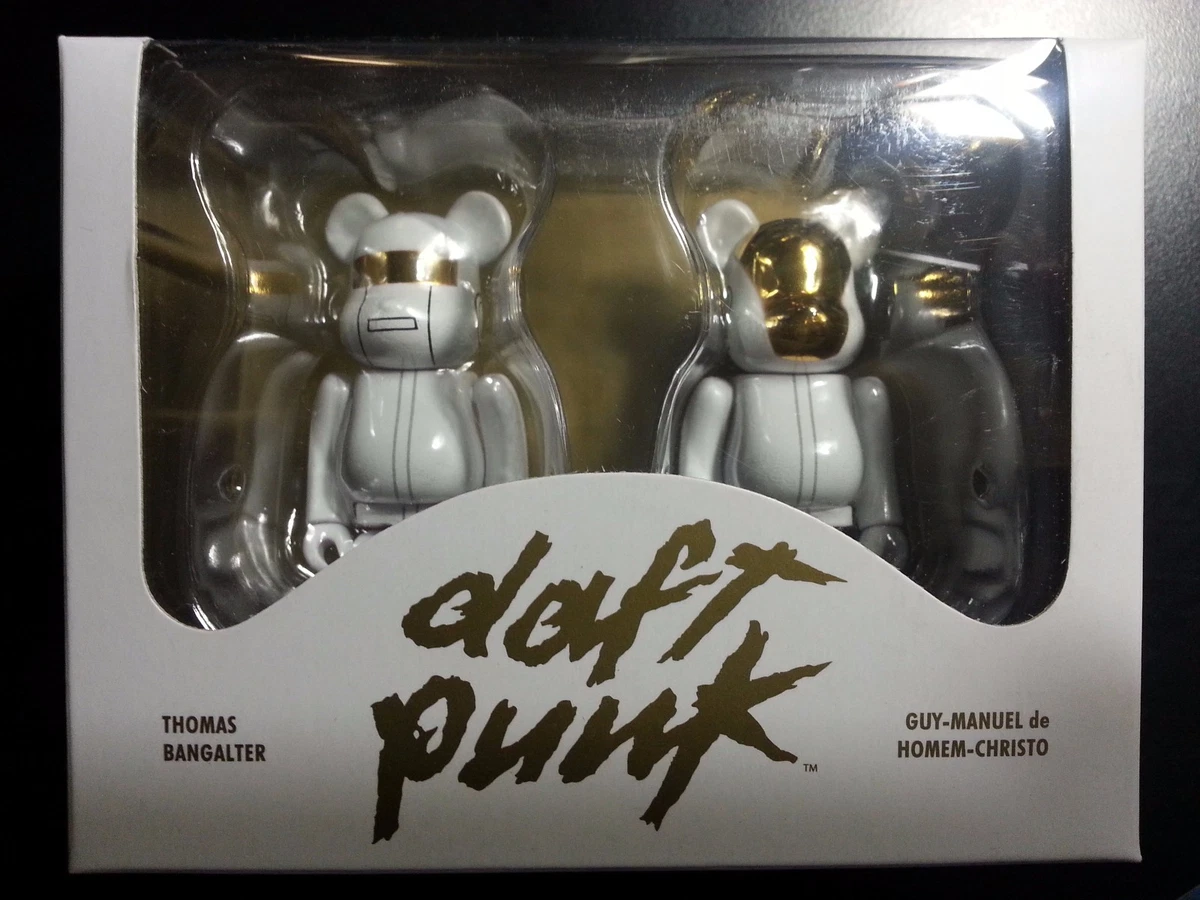 daft
punk
TM
THOMAS
BANGALTER
GUY-MANUEL de
HOMEM-CHRISTO